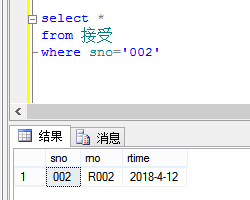 select *
from 接受
where sno='002'
结果 消息
sno rno rtime
1 002 R002 2018-4-12